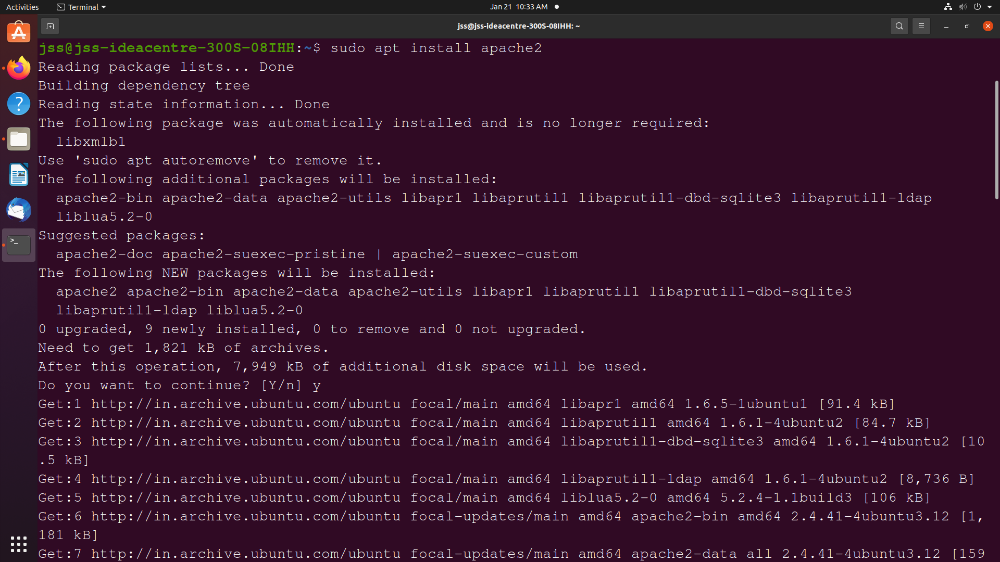 Activities
Terminal
Jan 21 10:33 AM
jss@jss-ideacentre-300S-08IHH: ~
jss@jss-ideacentre-300S-08IHH:~$ sudo apt install apache2
Reading package lists... Done
Building dependency tree
Reading state information... Done
The following package was automatically installed and is no longer required:
  libxmlb1
Use 'sudo apt autoremove' to remove it.
The following additional packages will be installed:
  apache2-bin apache2-data apache2-utils libapr1 libaprutil1 libaprutil1-dbd-sqlite3 libaprutil1-ldap
  liblua5.2-0
Suggested packages:
  apache2-doc apache2-suexec-pristine | apache2-suexec-custom
The following NEW packages will be installed:
  apache2 apache2-bin apache2-data apache2-utils libapr1 libaprutil1 libaprutil1-dbd-sqlite3
  libaprutil1-ldap liblua5.2-0
0 upgraded, 9 newly installed, 0 to remove and 0 not upgraded.
Need to get 1,821 kB of archives.
After this operation, 7,949 kB of additional disk space will be used.
Do you want to continue? [Y/n] y
Get:1 http://in.archive.ubuntu.com/ubuntu focal/main amd64 libapr1 amd64 1.6.5-1ubuntu1 [91.4 kB]
Get:2 http://in.archive.ubuntu.com/ubuntu focal/main amd64 libaprutil1 amd64 1.6.1-4ubuntu2 [84.7 kB]
Get:3 http://in.archive.ubuntu.com/ubuntu focal/main amd64 libaprutil1-dbd-sqlite3 amd64 1.6.1-4ubuntu2 [10
.5 kB]
Get:4 http://in.archive.ubuntu.com/ubuntu focal/main amd64 libaprutil1-ldap amd64 1.6.1-4ubuntu2 [8,736 B]
Get:5 http://in.archive.ubuntu.com/ubuntu focal/main amd64 liblua5.2-0 amd64 5.2.4-1.1build3 [106 kB]
Get:6 http://in.archive.ubuntu.com/ubuntu focal-updates/main amd64 apache2-bin amd64 2.4.41-4ubuntu3.12 [1,
181 kB]
Get:7 http://in.archive.ubuntu.com/ubuntu focal-updates/main amd64 apache2-data all 2.4.41-4ubuntu3.12 [159